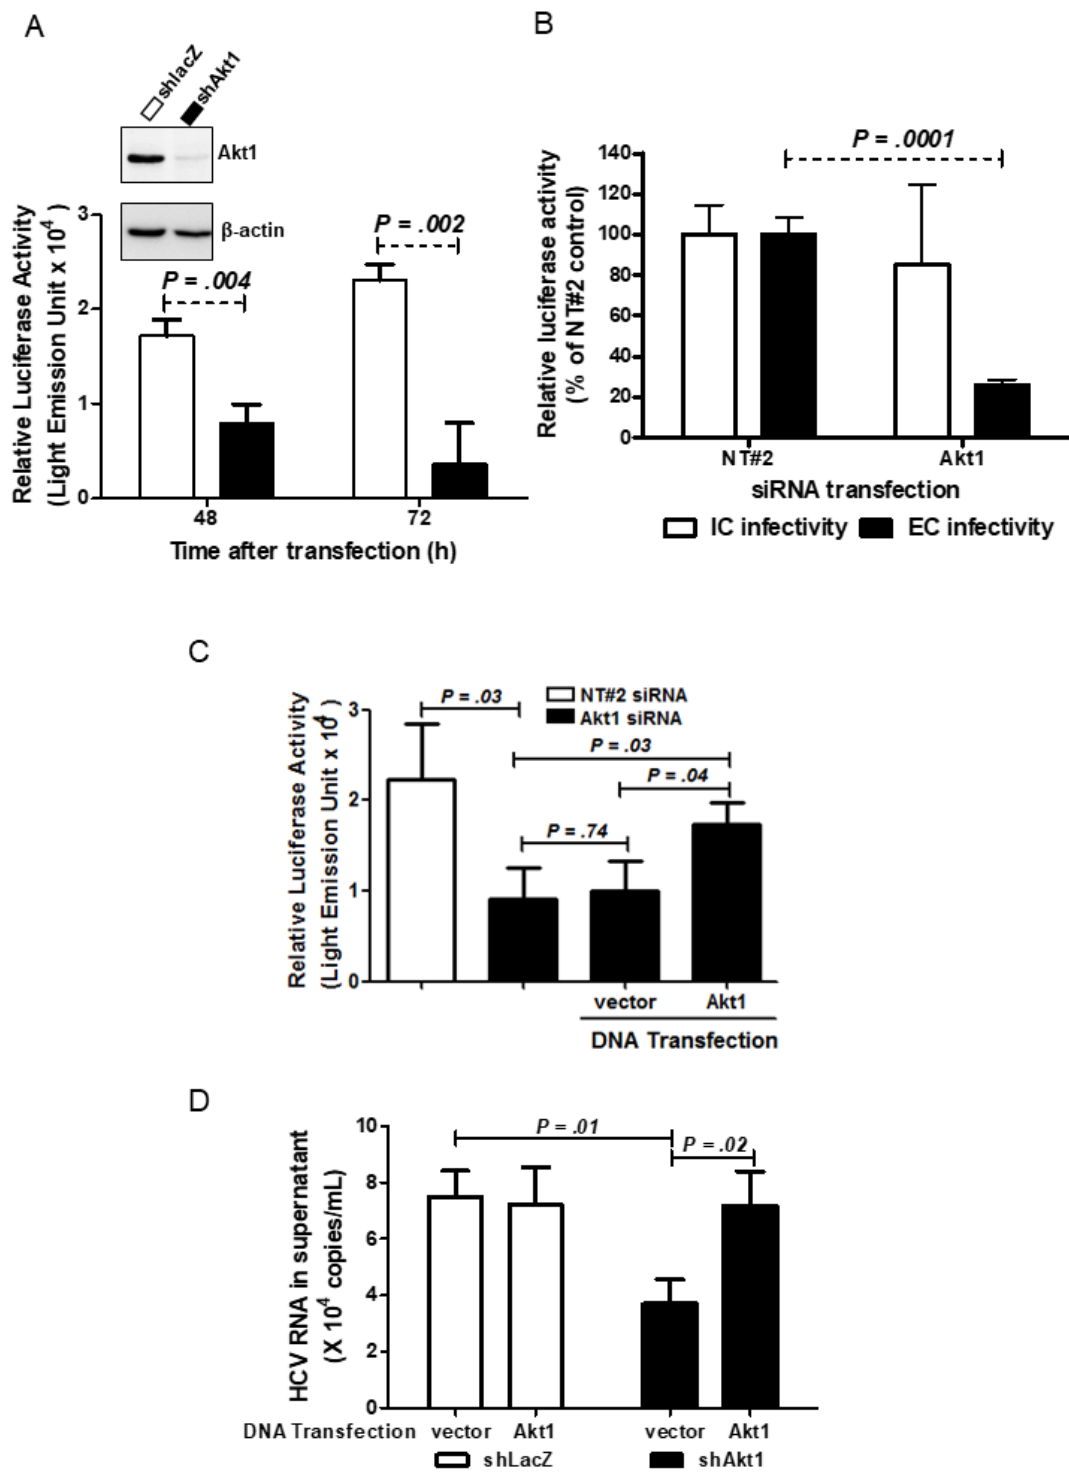 A
shlacZ
shAkt1
Akt1
β-actin
Relative Luciferase Activity
(Light Emission Unit x 10⁴)
3
2
1
0
P = .004
P = .002
48
72
Time after transfection (h)
B
Relative luciferase activity
(% of NT#2 control)
140
120
100
80
60
40
20
0
P = .0001
NT#2
Akt1
siRNA transfection
IC infectivity
EC infectivity
C
Relative Luciferase Activity
(Light Emission Unit x 10⁴)
3
2
1
0
NT#2 siRNA
Akt1 siRNA
P = .03
P = .03
P = .04
P = .74
vector
Akt1
DNA Transfection
D
HCV RNA in supernatant
(X 10⁴ copies/mL)
10
8
6
4
2
0
P = .01
P = .02
DNA Transfection vector Akt1 vector Akt1
shLacZ
shAkt1